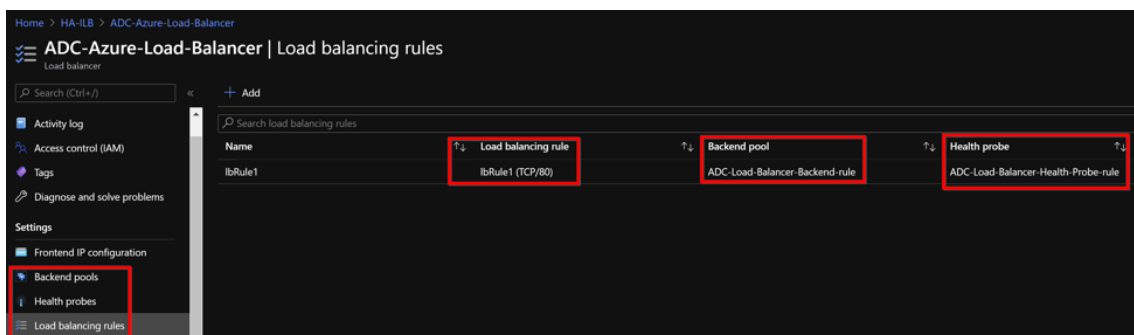 Home > HA-ILB > ADC-Azure-Load-Balancer
ADC-Azure-Load-Balancer | Load balancing rules
Load balancer
Search (Ctrl+/)
«
+ Add
Activity log
Access control (IAM)
Tags
Diagnose and solve problems
Settings
Frontend IP configuration
Backend pools
Health probes
Load balancing rules
Search load balancing rules
Name ↑↓ Load balancing rule ↑↓ Backend pool ↑↓ Health probe ↑↓
lbRule1 lbRule1 (TCP/80) ADC-Load-Balancer-Backend-rule ADC-Load-Balancer-Health-Probe-rule